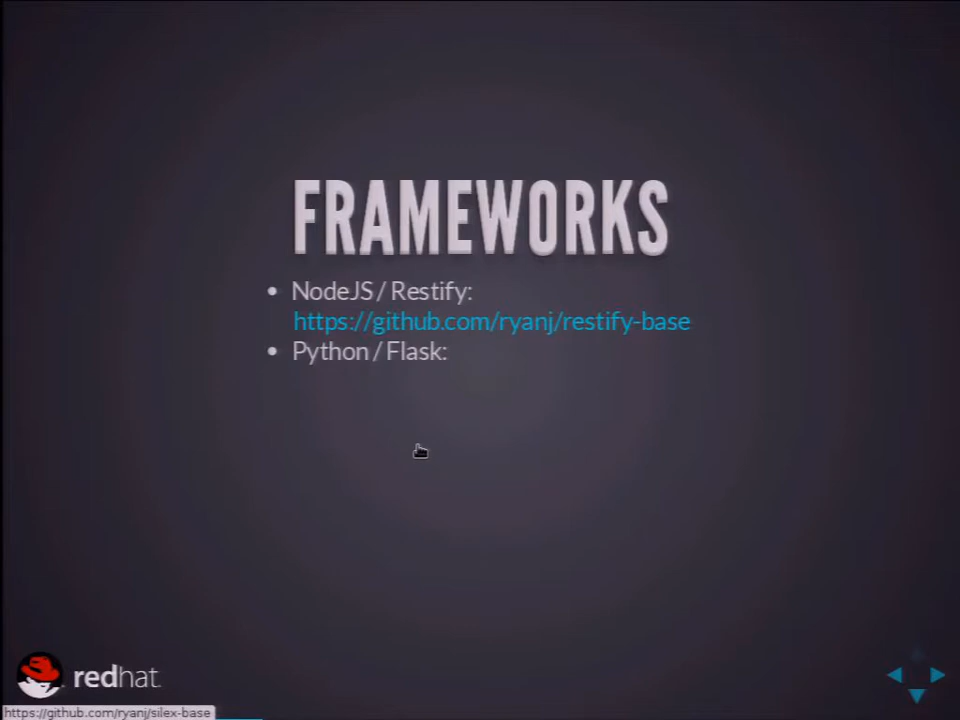 FRAMEWORKS
• NodeJS / Restify:
https://github.com/ryanj/restify-base
• Python / Flask:
redhat.
https://github.com/ryanj/silex-base